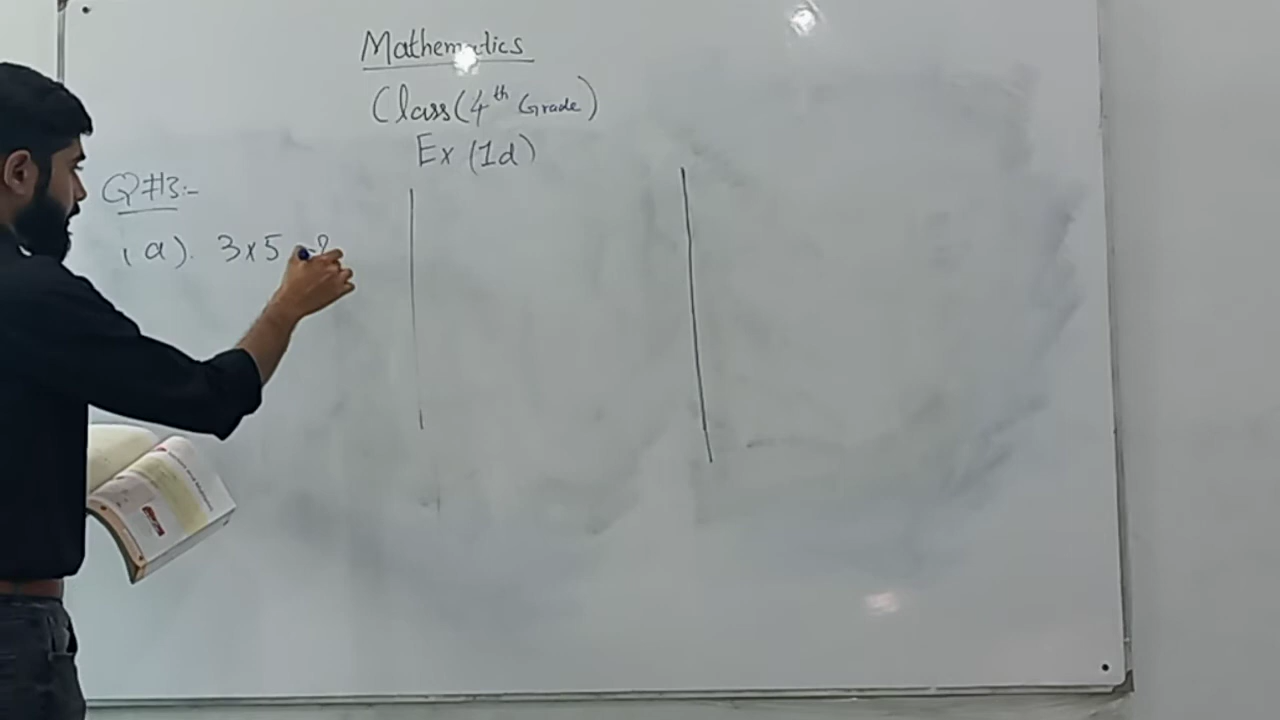 Mathematics
Class (4th Grade)
Ex (1d)
Q#3:-
(a). 3x5